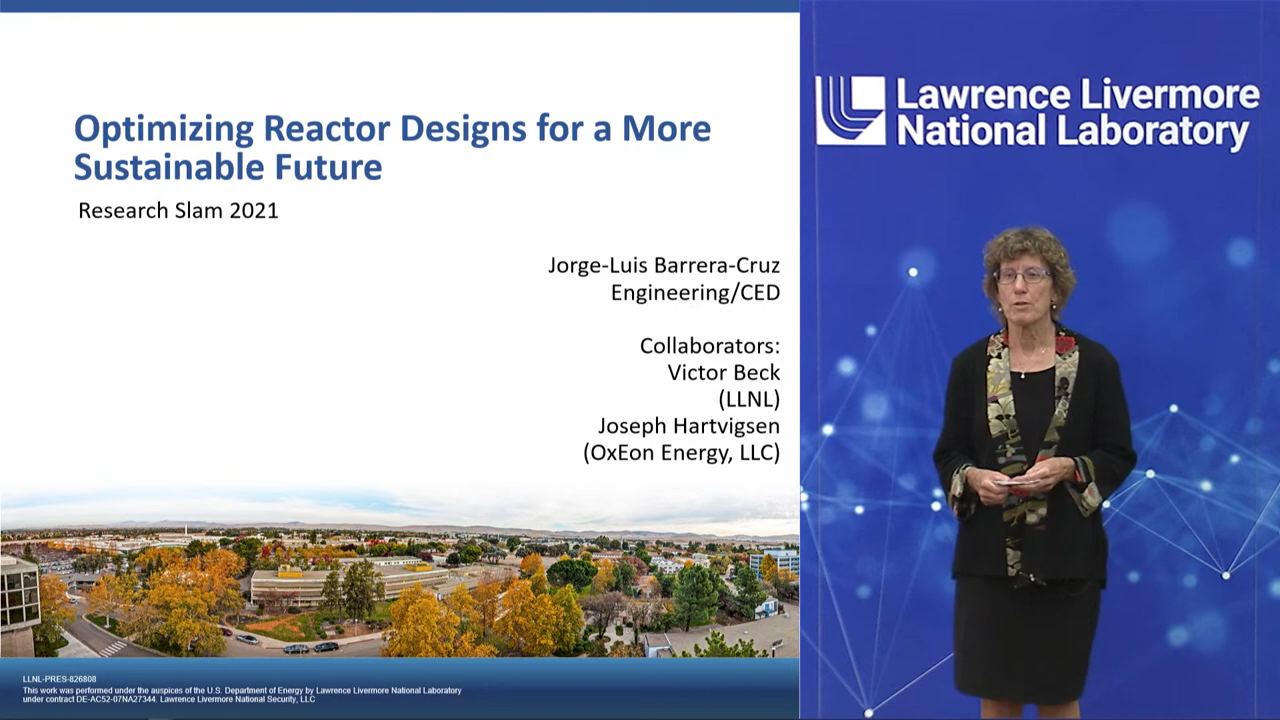 Optimizing Reactor Designs for a More
Sustainable Future
Research Slam 2021
Jorge-Luis Barrera-Cruz
Engineering/CED
Collaborators:
Victor Beck
(LLNL)
Joseph Hartvigsen
(OxEon Energy, LLC)
LLNL-PRES-826808
This work was performed under the auspices of the U.S. Department of Energy by Lawrence Livermore National Laboratory
under contract DE-AC52-07NA27344. Lawrence Livermore National Security, LLC
Lawrence Livermore
National Laboratory